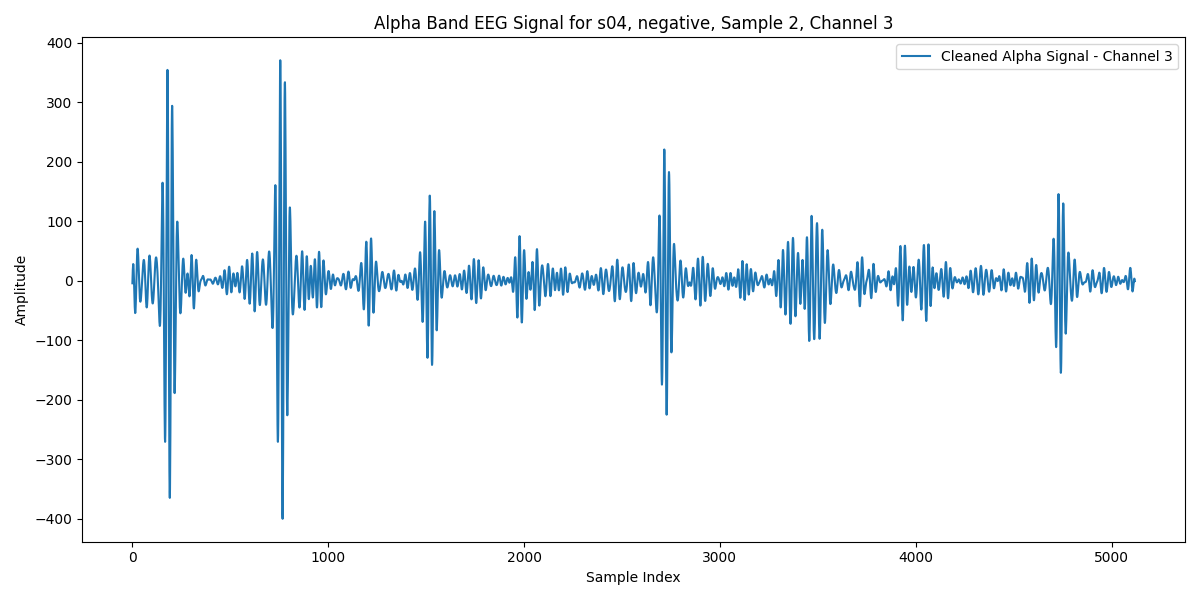 Alpha Band EEG Signal for s04, negative, Sample 2, Channel 3
Cleaned Alpha Signal - Channel 3
Amplitude
400
300
200
100
0
−100
−200
−300
−400
0 1000 2000 3000 4000 5000
Sample Index